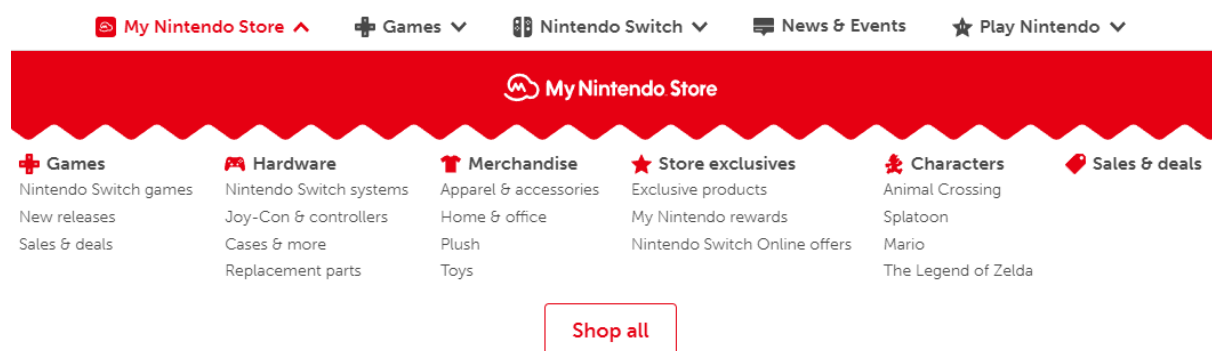 My Nintendo Store Games Nintendo Switch News & Events Play Nintendo
My Nintendo Store
Games
Nintendo Switch games
New releases
Sales & deals
Hardware
Nintendo Switch systems
Joy-Con & controllers
Cases & more
Replacement parts
Merchandise
Apparel & accessories
Home & office
Plush
Toys
Store exclusives
Exclusive products
My Nintendo rewards
Nintendo Switch Online offers
Characters
Animal Crossing
Splatoon
Mario
The Legend of Zelda
Sales & deals
Shop all